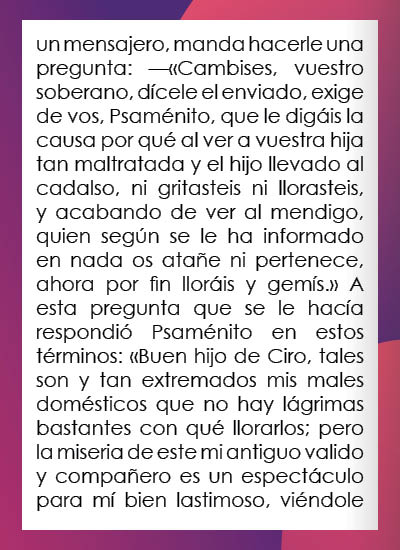 un mensajero, manda hacerle una
pregunta: —«Cambises, vuestro
soberano, dícele el enviado, exige
de vos, Psaménito, que le digáis la
causa por qué al ver a vuestra hija
tan maltratada y el hijo llevado al
cadalso, ni gritasteis ni llorasteis,
y acabando de ver al mendigo,
quien según se le ha informado
en nada os atañe ni pertenece,
ahora por fin lloráis y gemís.» A
esta pregunta que se le hacía
respondió Psaménito en estos
términos: «Buen hijo de Ciro, tales
son y tan extremados mis males
domésticos que no hay lágrimas
bastantes con qué llorarlos; pero
la miseria de este mi antiguo valido
y compañero es un espectáculo
para mí bien lastimoso, viéndole